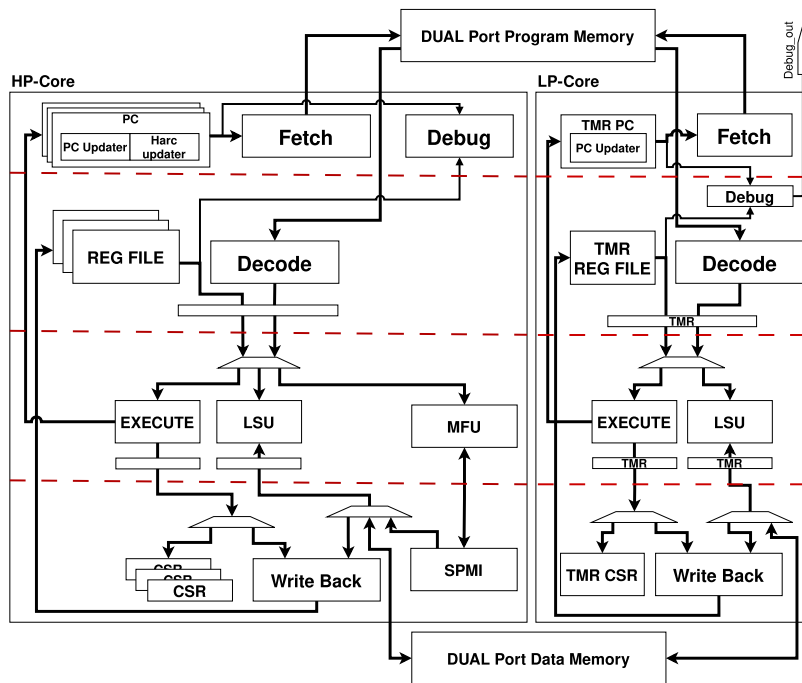 DUAL Port Program Memory
Debug_out
HP-Core
LP-Core
PC
PC Updater
Harc
updater
Fetch
Debug
TMR PC
PC Updater
Fetch
Debug
REG FILE
Decode
TMR
REG FILE
Decode
TMR
EXECUTE
LSU
MFU
EXECUTE
LSU
TMR
TMR
CSR
CSR
CSR
Write Back
SPMI
TMR CSR
Write Back
DUAL Port Data Memory